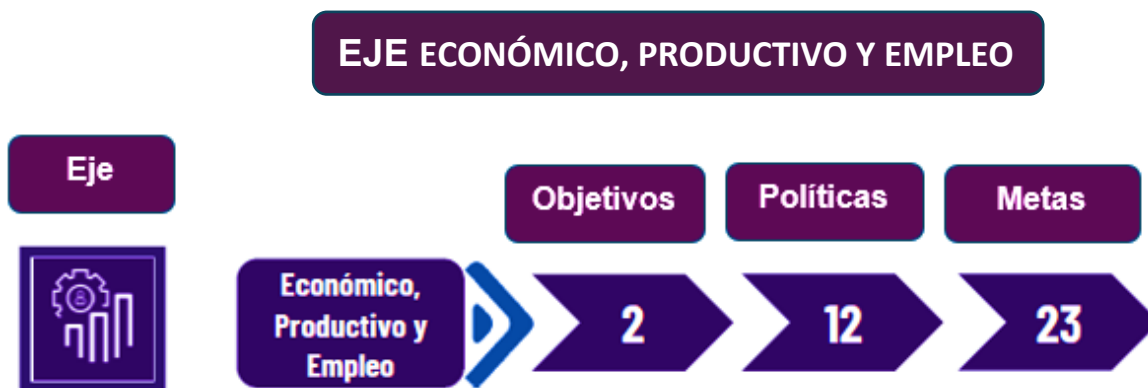 EJE ECONÓMICO, PRODUCTIVO Y EMPLEO
Eje
Objetivos
Políticas
Metas
Económico,
Productivo y
Empleo
2
12
23